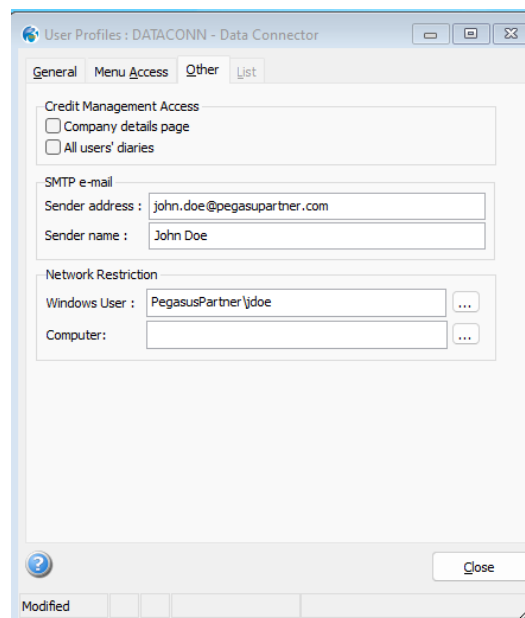 User Profiles : DATACONN - Data Connector
General Menu Access Other List
Credit Management Access
Company details page
All users' diaries
SMTP e-mail
Sender address : john.doe@pegasupartner.com
Sender name : John Doe
Network Restriction
Windows User : PegasusPartner\jdoe ...
Computer: ...
? Close
Modified